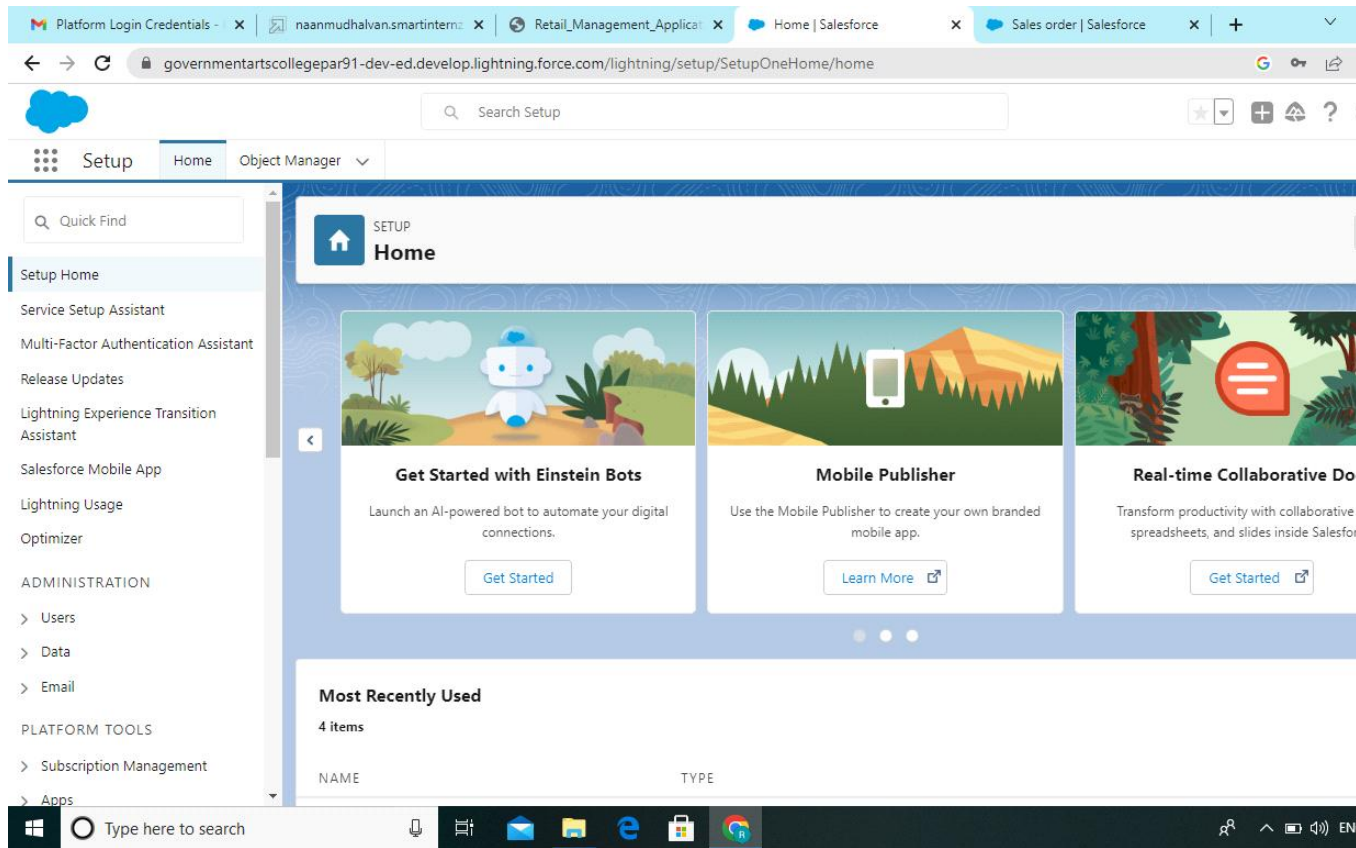 Platform Login Credentials -
naanmudhalvan.smartintern
Retail_Management_Applicat
Home | Salesforce
Sales order | Salesforce
governmentartscollegepar91-dev-ed.develop.lightning.force.com/lightning/setup/SetupOneHome/home
Search Setup
Setup
Home
Object Manager
Quick Find
Setup Home
Service Setup Assistant
Multi-Factor Authentication Assistant
Release Updates
Lightning Experience Transition
Assistant
Salesforce Mobile App
Lightning Usage
Optimizer
ADMINISTRATION
Users
Data
Email
PLATFORM TOOLS
Subscription Management
Apps
SETUP
Home
Get Started with Einstein Bots
Launch an AI-powered bot to automate your digital
connections.
Get Started
Mobile Publisher
Use the Mobile Publisher to create your own branded
mobile app.
Learn More
Real-time Collaborative Do
Transform productivity with collaborative
spreadsheets, and slides inside Salesfor
Get Started
Most Recently Used
4 items
NAME
TYPE
Type here to search
EN